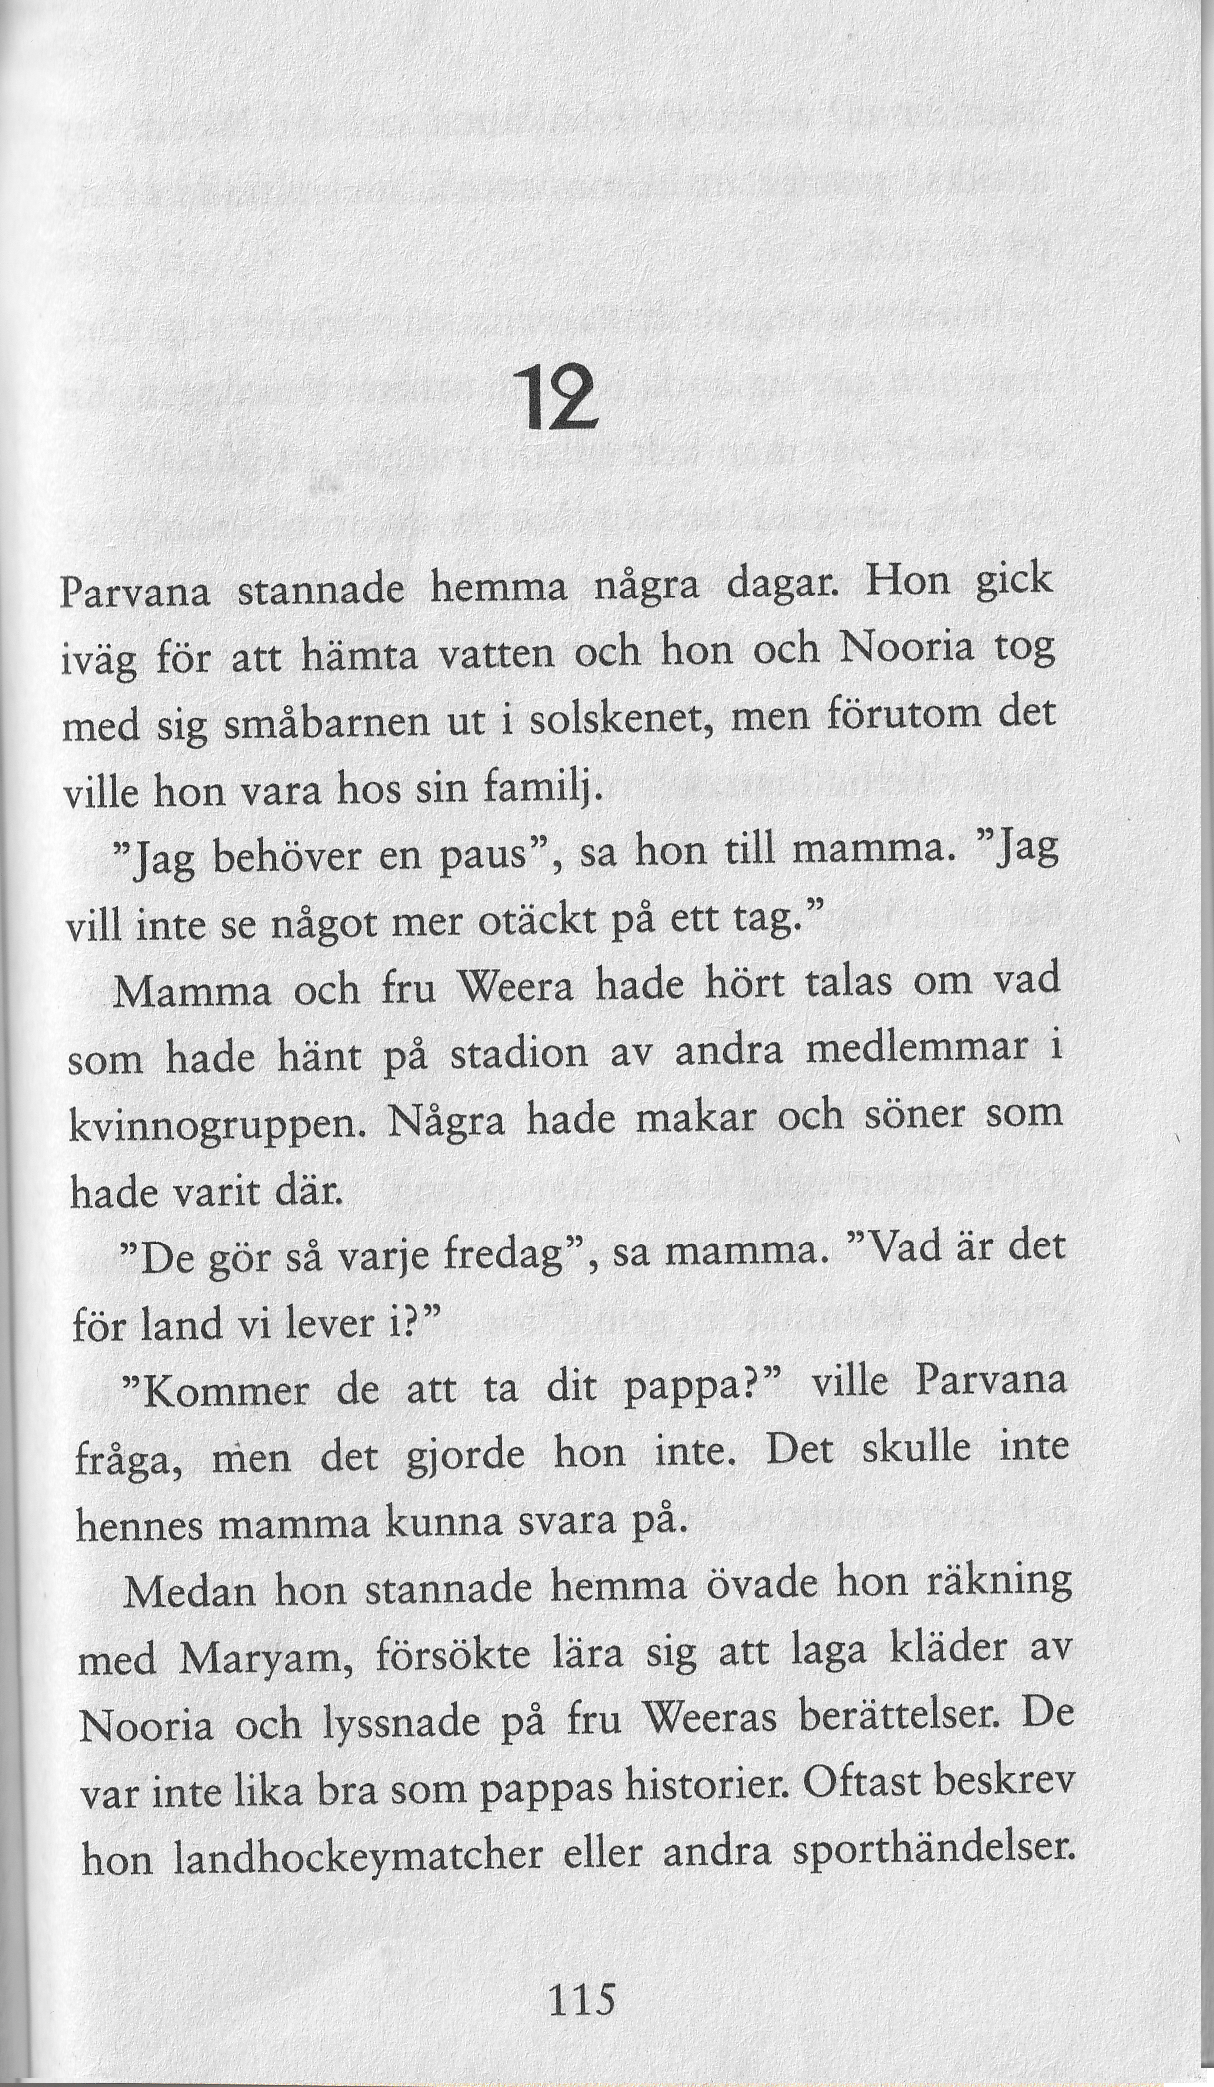 12
Parvana stannade hemma några dagar. Hon gick
iväg för att hämta vatten och hon och Nooria tog
med sig småbarnen ut i solskenet, men förutom det
ville hon vara hos sin familj.
”Jag behöver en paus”, sa hon till mamma. ”Jag
vill inte se något mer otäckt på ett tag.”
Mamma och fru Weera hade hört talas om vad
som hade hänt på stadion av andra medlemmar i
kvinnogruppen. Några hade makar och söner som
hade varit där.
”De gör så varje fredag”, sa mamma. ”Vad är det
för land vi lever i?”
”Kommer de att ta dit pappa?” ville Parvana
fråga, men det gjorde hon inte. Det skulle inte
hennes mamma kunna svara på.
Medan hon stannade hemma övade hon räkning
med Maryam, försökte lära sig att laga kläder av
Nooria och lyssnade på fru Weeras berättelser. De
var inte lika bra som pappas historier. Oftast beskrev
hon landhockeymatcher eller andra sporthändelser.
115